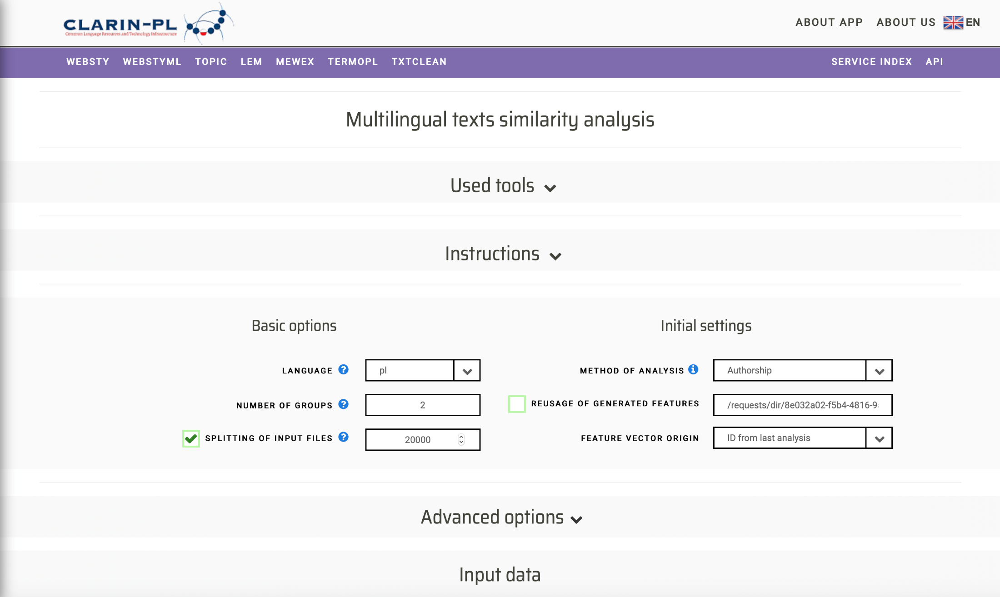 CLARIN-PL
Common Language Resources and Technology Infrastructure
ABOUT APP ABOUT US EN
WEBSTY WEBSTYML TOPIC LEM MEWEX TERMOPL TXTCLEAN SERVICE INDEX API
Multilingual texts similarity analysis
Used tools
Instructions
Basic options
LANGUAGE ? pl
NUMBER OF GROUPS ? 2
SPLITTING OF INPUT FILES ? 20000
Initial settings
METHOD OF ANALYSIS i Authorship
REUSAGE OF GENERATED FEATURES /requests/dir/8e032a02-f5b4-4816-9
FEATURE VECTOR ORIGIN ID from last analysis
Advanced options
Input data